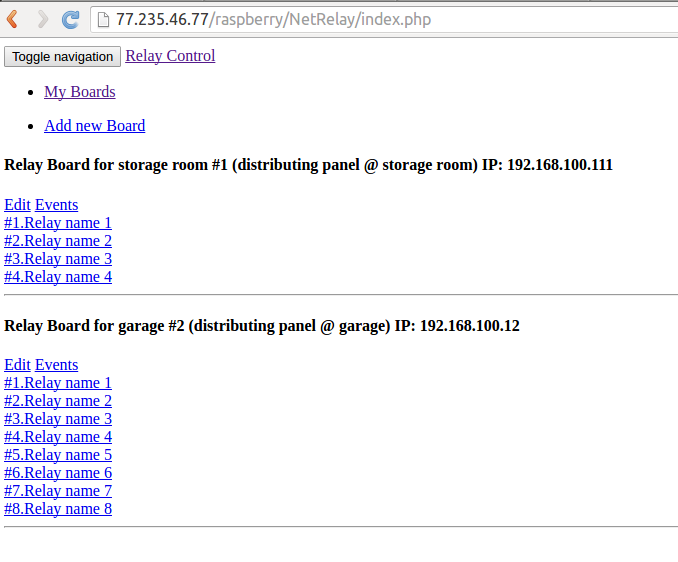 77.235.46.77/raspberry/NetRelay/index.php
Toggle navigation Relay Control
My Boards
Add new Board
Relay Board for storage room #1 (distributing panel @ storage room) IP: 192.168.100.111
Edit Events
#1.Relay name 1
#2.Relay name 2
#3.Relay name 3
#4.Relay name 4
Relay Board for garage #2 (distributing panel @ garage) IP: 192.168.100.12
Edit Events
#1.Relay name 1
#2.Relay name 2
#3.Relay name 3
#4.Relay name 4
#5.Relay name 5
#6.Relay name 6
#7.Relay name 7
#8.Relay name 8